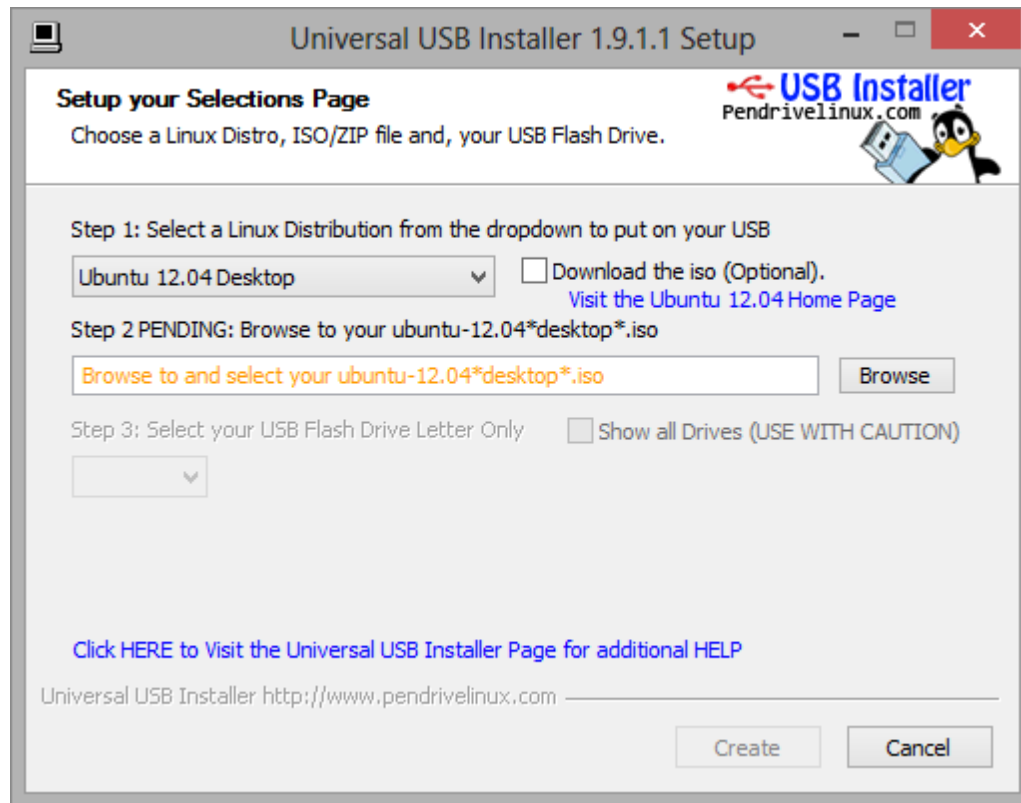 Universal USB Installer 1.9.1.1 Setup
Setup your Selections Page
Choose a Linux Distro, ISO/ZIP file and, your USB Flash Drive.
USB Installer
Pendrivelinux.com
Step 1: Select a Linux Distribution from the dropdown to put on your USB
Ubuntu 12.04 Desktop
Download the iso (Optional).
Visit the Ubuntu 12.04 Home Page
Step 2 PENDING: Browse to your ubuntu-12.04*desktop*.iso
Browse to and select your ubuntu-12.04*desktop*.iso
Browse
Step 3: Select your USB Flash Drive Letter Only
Show all Drives (USE WITH CAUTION)
Click HERE to Visit the Universal USB Installer Page for additional HELP
Universal USB Installer http://www.pendrivelinux.com
Create
Cancel